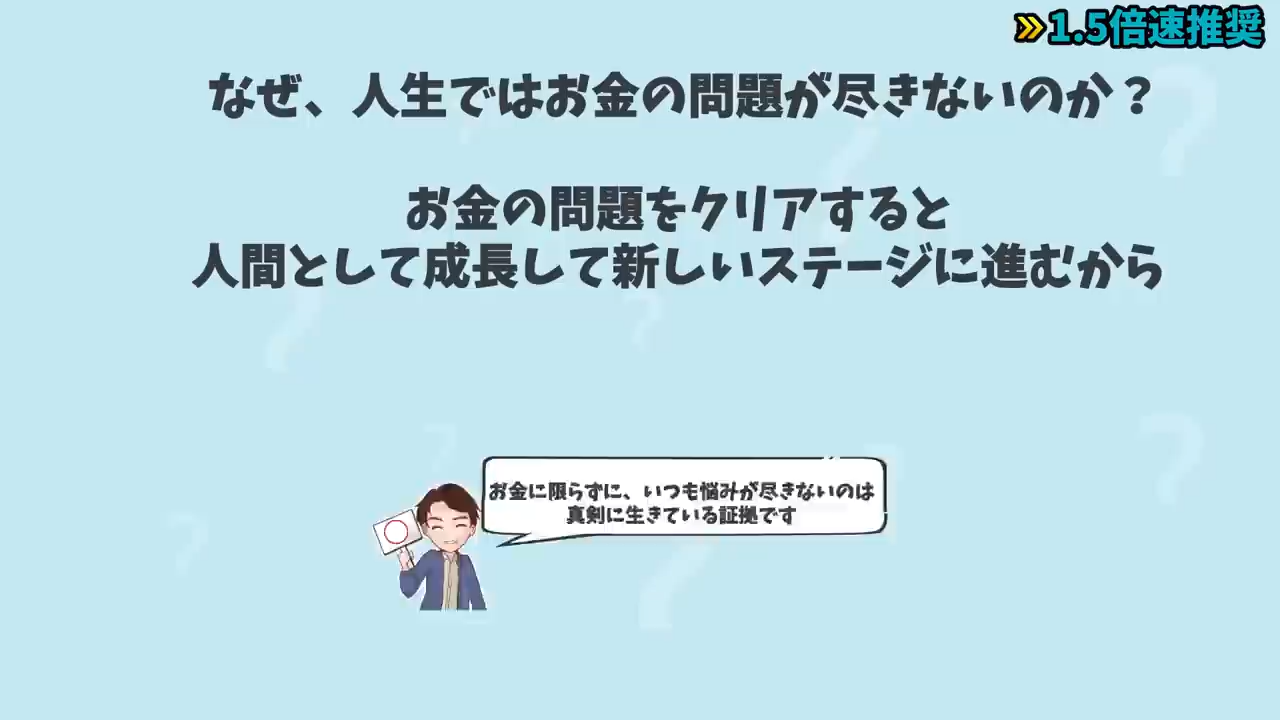 1.5倍速推奨
なぜ、人生ではお金の問題が尽きないのか？
お金の問題をクリアすると
人間として成長して新しいステージに進むから
お金に限らずに、いつも悩みが尽きないのは
真剣に生きている証拠です